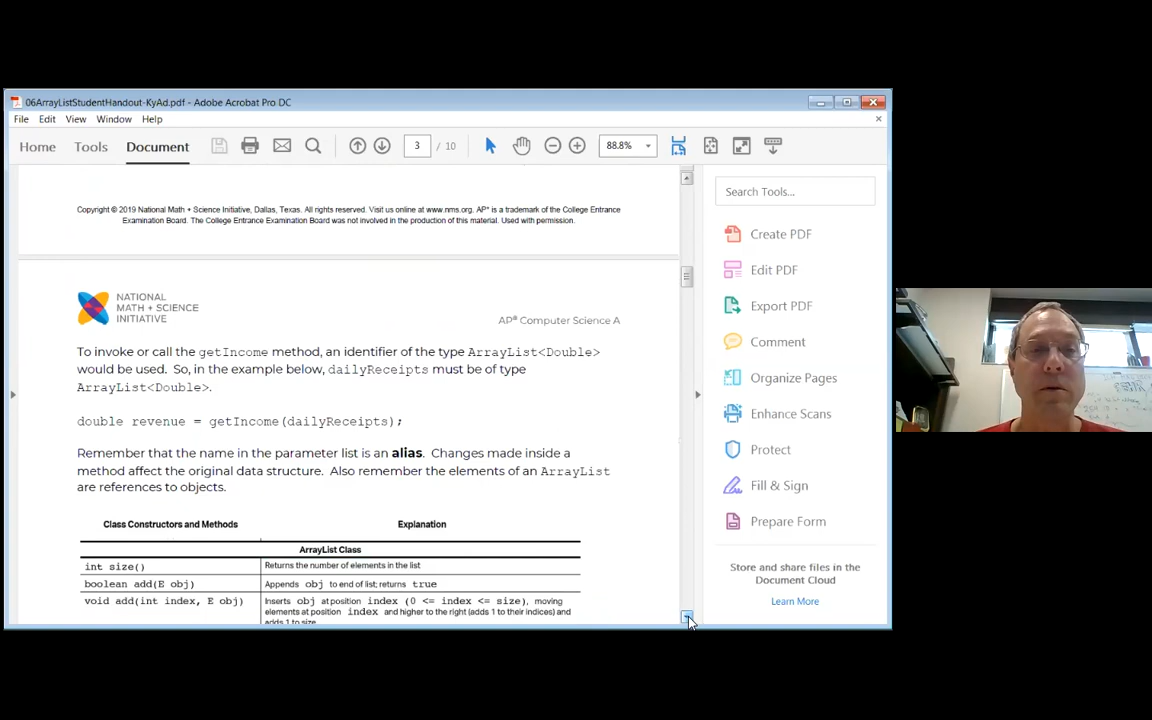 06ArrayListStudentHandout-KyAd.pdf - Adobe Acrobat Pro DC
File Edit View Window Help
Home Tools Document 3 / 10 88.8%
Copyright © 2019 National Math + Science Initiative, Dallas, Texas. All rights reserved. Visit us online at www.nms.org. AP® is a trademark of the College Entrance
Examination Board. The College Entrance Examination Board was not involved in the production of this material. Used with permission.
NATIONAL
MATH + SCIENCE
INITIATIVE
AP® Computer Science A
To invoke or call the getIncome method, an identifier of the type ArrayList<Double>
would be used. So, in the example below, dailyReceipts must be of type
ArrayList<Double>.
double revenue = getIncome(dailyReceipts);
Remember that the name in the parameter list is an alias. Changes made inside a
method affect the original data structure. Also remember the elements of an ArrayList
are references to objects.
Class Constructors and Methods Explanation
ArrayList Class
int size() Returns the number of elements in the list
boolean add(E obj) Appends obj to end of list; returns true
void add(int index, E obj) Inserts obj at position index (0 <= index <= size), moving
elements at position index and higher to the right (adds 1 to their indices) and
adds 1 to size
Search Tools...
Create PDF
Edit PDF
Export PDF
Comment
Organize Pages
Enhance Scans
Protect
Fill & Sign
Prepare Form
Store and share files in the
Document Cloud
Learn More